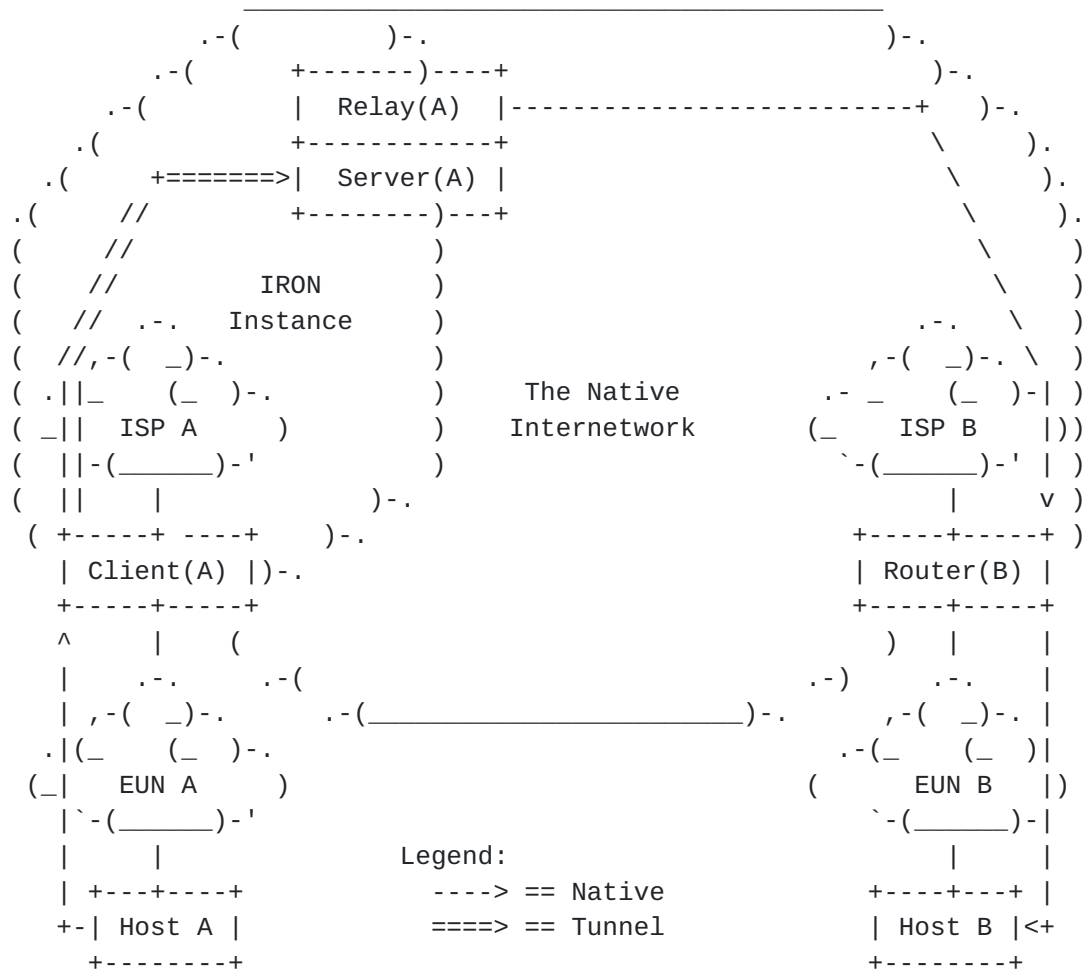 Relay(A)
Server(A)
IRON
Instance
The Native
ISP A Internetwork ISP B
Client(A) Router(B)
EUN A EUN B
Legend:
----> == Native
Host A ====> == Tunnel Host B